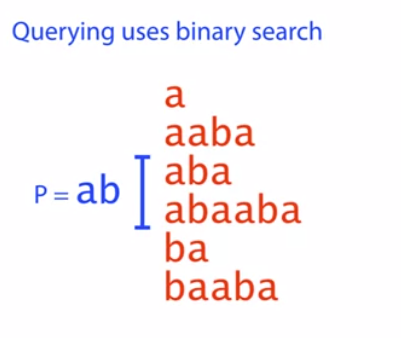 Querying uses binary search
a
aaba
aba
P = ab
abaaba
ba
baaba